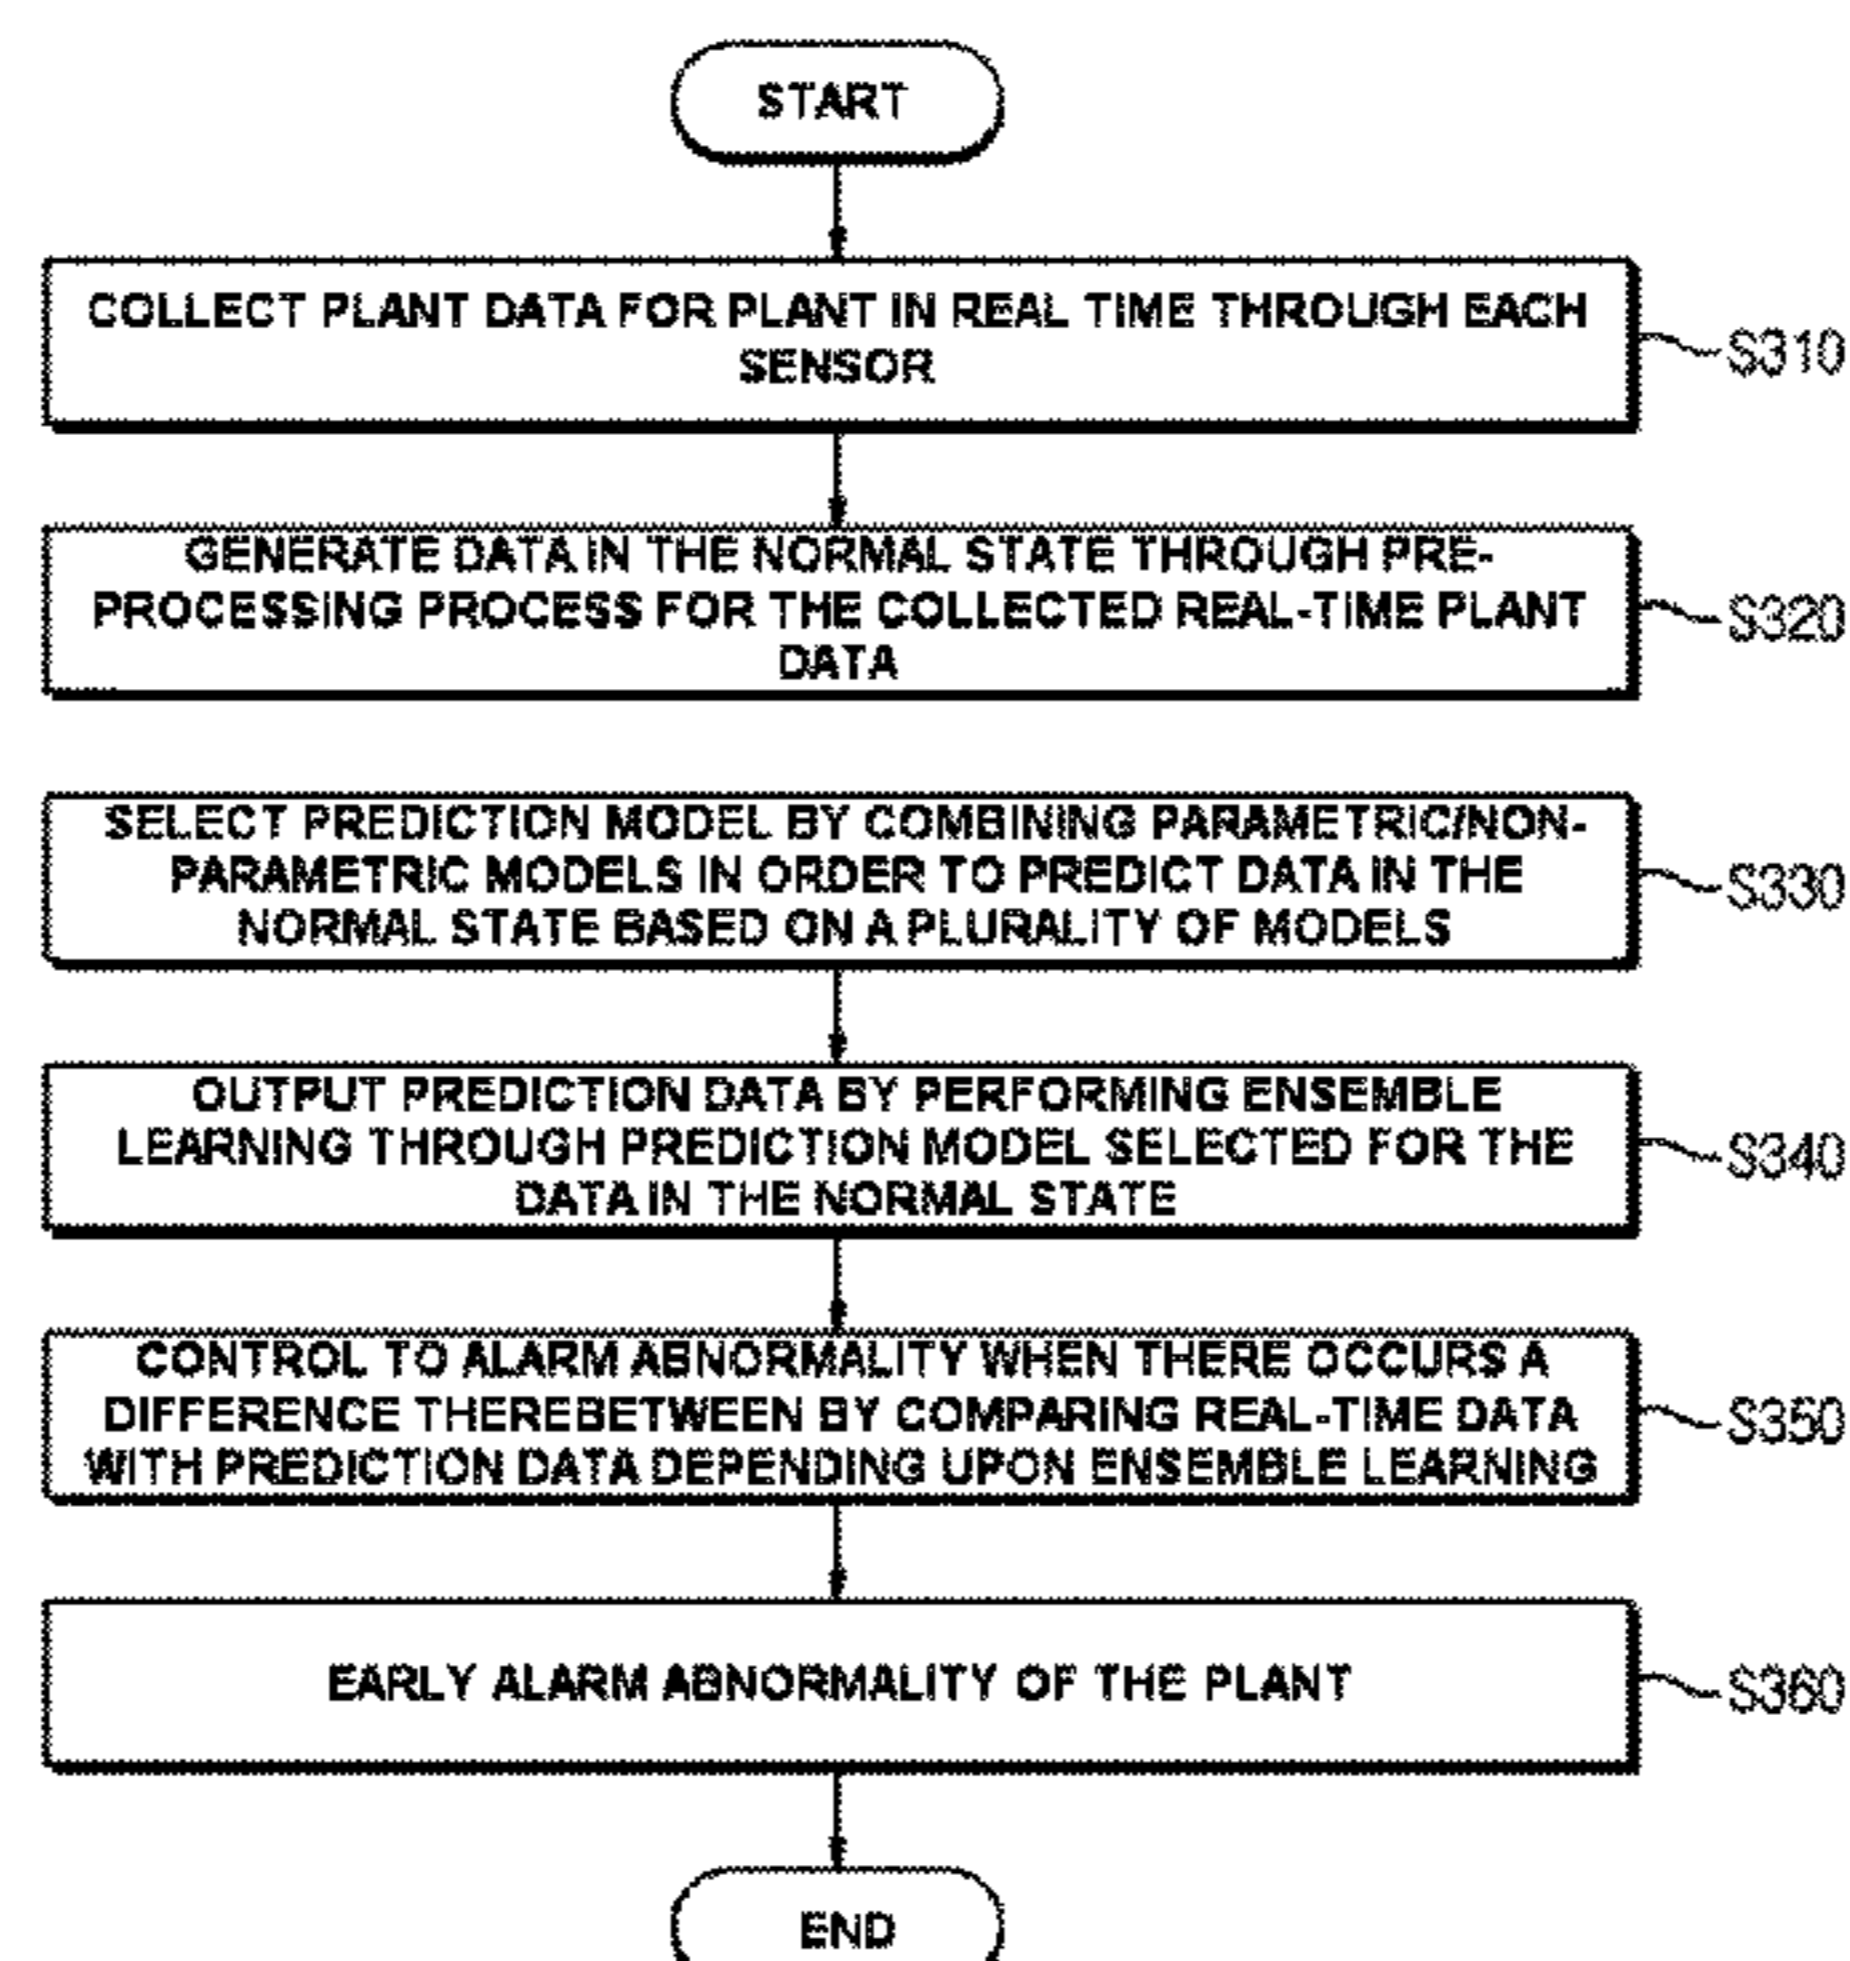 START
COLLECT PLANT DATA FOR PLANT IN REAL TIME THROUGH EACH
SENSOR
S310
GENERATE DATA IN THE NORMAL STATE THROUGH PRE-
PROCESSING PROCESS FOR THE COLLECTED REAL-TIME PLANT
DATA
S320
SELECT PREDICTION MODEL BY COMBINING PARAMETRIC/NON-
PARAMETRIC MODELS IN ORDER TO PREDICT DATA IN THE
NORMAL STATE BASED ON A PLURALITY OF MODELS
S330
OUTPUT PREDICTION DATA BY PERFORMING ENSEMBLE
LEARNING THROUGH PREDICTION MODEL SELECTED FOR THE
DATA IN THE NORMAL STATE
S340
CONTROL TO ALARM ABNORMALITY WHEN THERE OCCURS A
DIFFERENCE THEREBETWEEN BY COMPARING REAL-TIME DATA
WITH PREDICTION DATA DEPENDING UPON ENSEMBLE LEARNING
S350
EARLY ALARM ABNORMALITY OF THE PLANT
S360
END